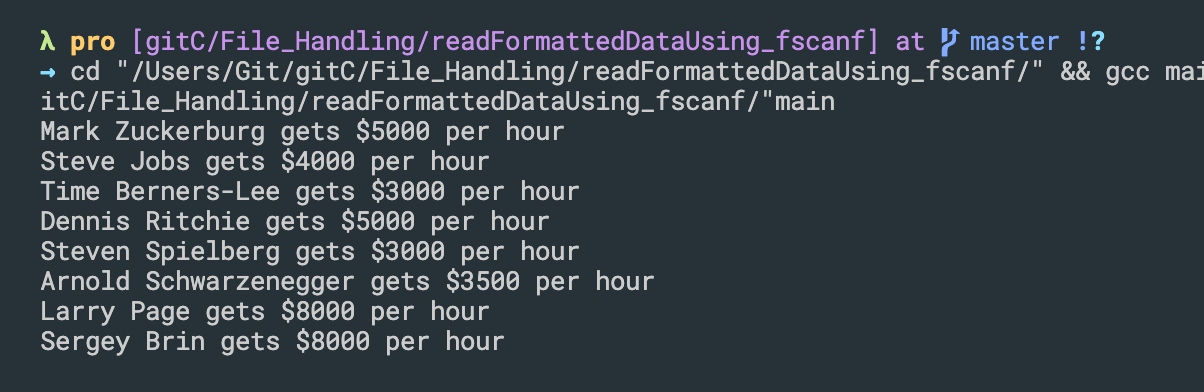 λ pro [gitC/File_Handling/readFormattedDataUsing_fscanf] at master !?
→ cd "/Users/Git/gitC/File_Handling/readFormattedDataUsing_fscanf/" && gcc mai
itC/File_Handling/readFormattedDataUsing_fscanf/"main
Mark Zuckerburg gets $5000 per hour
Steve Jobs gets $4000 per hour
Time Berners-Lee gets $3000 per hour
Dennis Ritchie gets $5000 per hour
Steven Spielberg gets $3000 per hour
Arnold Schwarzenegger gets $3500 per hour
Larry Page gets $8000 per hour
Sergey Brin gets $8000 per hour